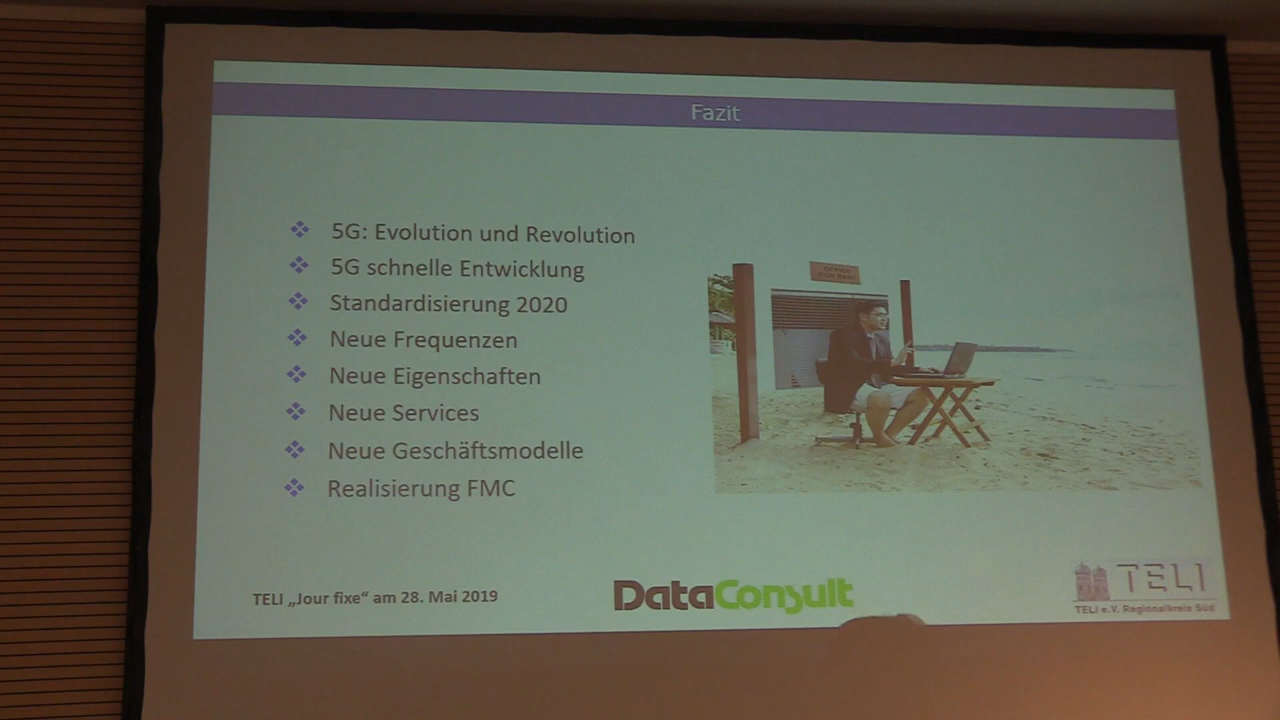 Fazit
5G: Evolution und Revolution
5G schnelle Entwicklung
Standardisierung 2020
Neue Frequenzen
Neue Eigenschaften
Neue Services
Neue Geschäftsmodelle
Realisierung FMC
OFFICE
TELI „Jour fixe“ am 28. Mai 2019
DataConsult
TELI
TELI e.V. Regionalkreis Süd